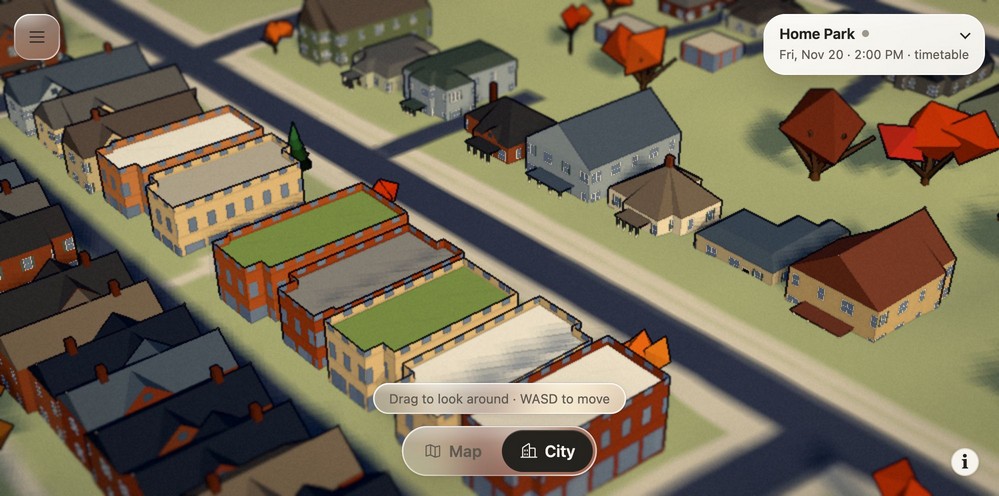 Home Park
Fri, Nov 20 · 2:00 PM · timetable
Drag to look around · WASD to move
Map
City
i